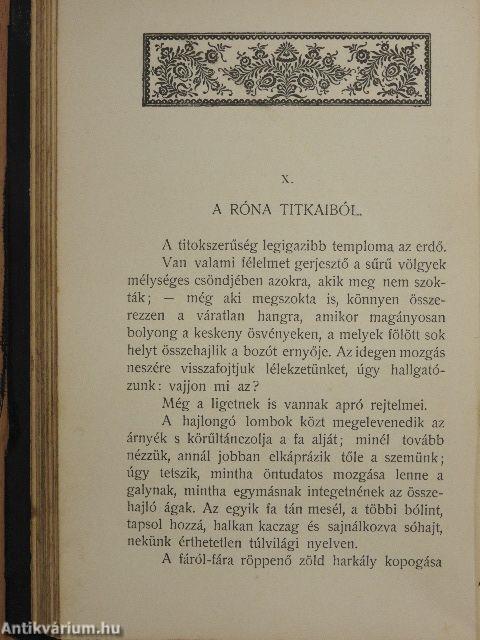 X.
A RÓNA TITKAIBÓL.
A titokszerűség legigazibb temploma az erdő.
Van valami félelmet gerjesztő a sűrű völgyek
mélységes csöndjében azokra, akik meg nem szok-
ták; — még aki megszokta is, könnyen össze-
rezzen a váratlan hangra, amikor magányosan
bolyong a keskeny ösvényeken, a melyek fölött sok
helyt összehajlik a bozót ernyője. Az idegen mozgás
neszére visszafojtjuk lélekzetünket, úgy hallgató-
zunk: vajjon mi az?
Még a ligetnek is vannak apró rejtelmei.
A hajlongó lombok közt megelevenedik az
árnyék s körűltánczolja a fa alját; minél tovább
nézzük, annál jobban elkáprázik tőle a szemünk;
úgy tetszik, mintha öntudatos mozgása lenne a
galynak, mintha egymásnak integetnének az össze-
hajló ágak. Az egyik fa tán mesél, a többi bólint,
tapsol hozzá, halkan kaczag és sajnálkozva sóhajt,
nekünk érthetetlen túlvilági nyelven.
A fáról-fára röppenő zöld harkály kopogása
Antikvárium.hu